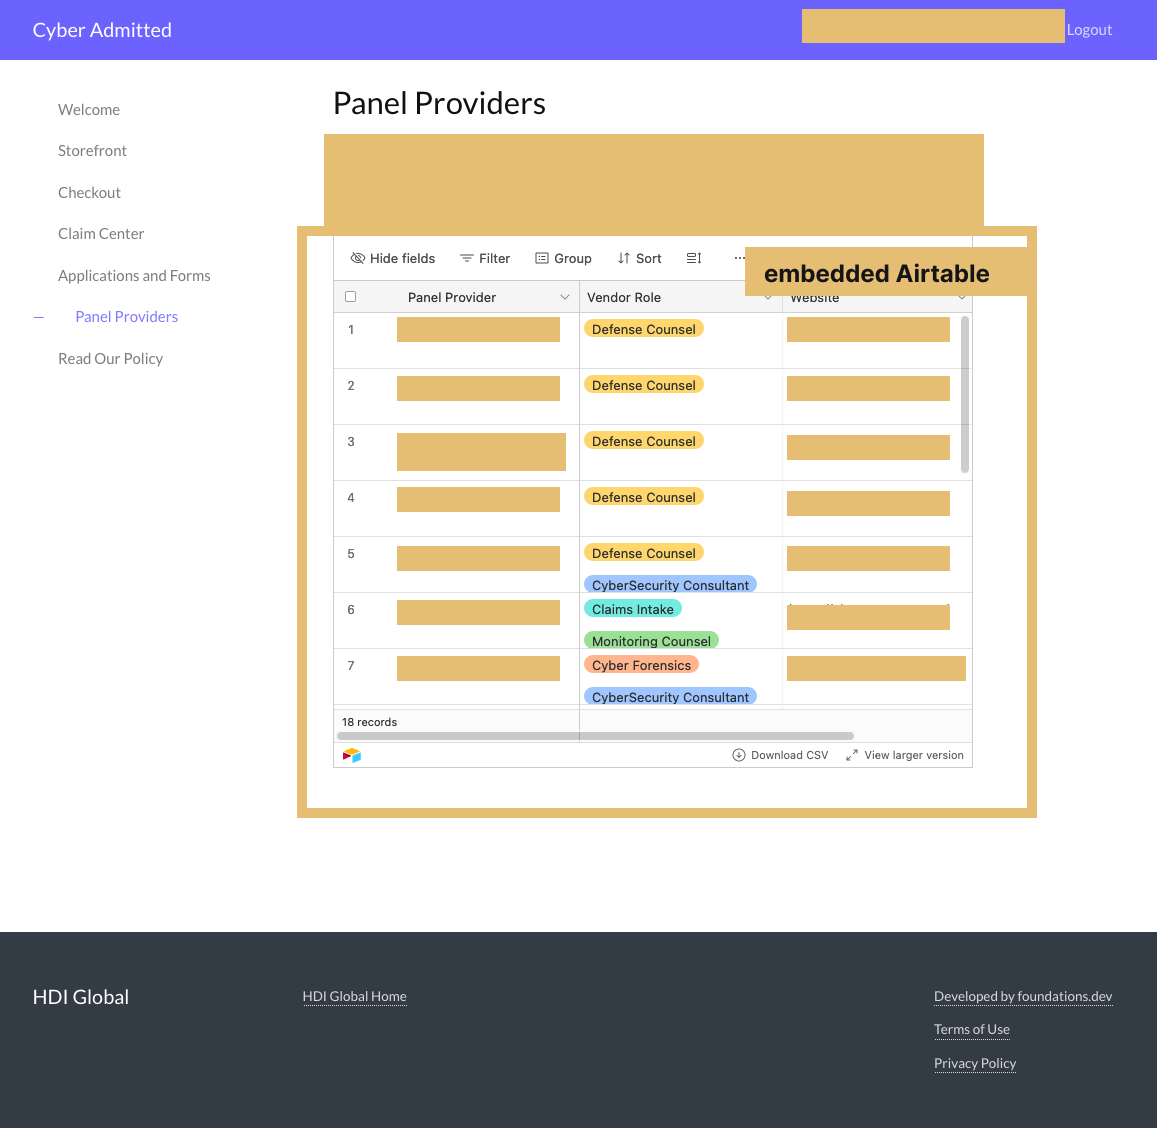 Cyber Admitted
Logout
Welcome
Storefront
Checkout
Claim Center
Applications and Forms
Panel Providers
Read Our Policy
Panel Providers
Hide fields Filter Group Sort
embedded Airtable
Panel Provider Vendor Role Website
1 Defense Counsel
2 Defense Counsel
3 Defense Counsel
4 Defense Counsel
5 Defense Counsel
CyberSecurity Consultant
6 Claims Intake
Monitoring Counsel
7 Cyber Forensics
CyberSecurity Consultant
18 records
Download CSV View larger version
HDI Global
HDI Global Home
Developed by foundations.dev
Terms of Use
Privacy Policy